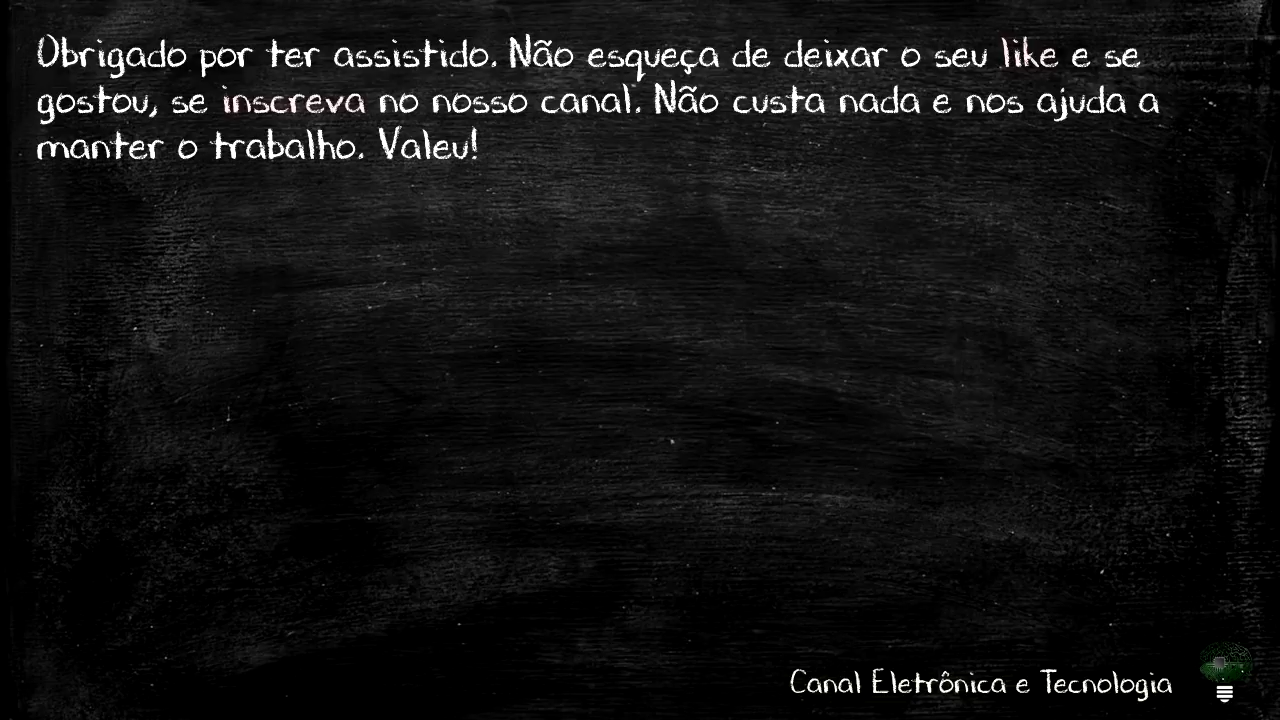 Obrigado por ter assistido. Não esqueça de deixar o seu like e se
gostou, se inscreva no nosso canal. Não custa nada e nos ajuda a
manter o trabalho. Valeu!
Canal Eletrônica e Tecnologia